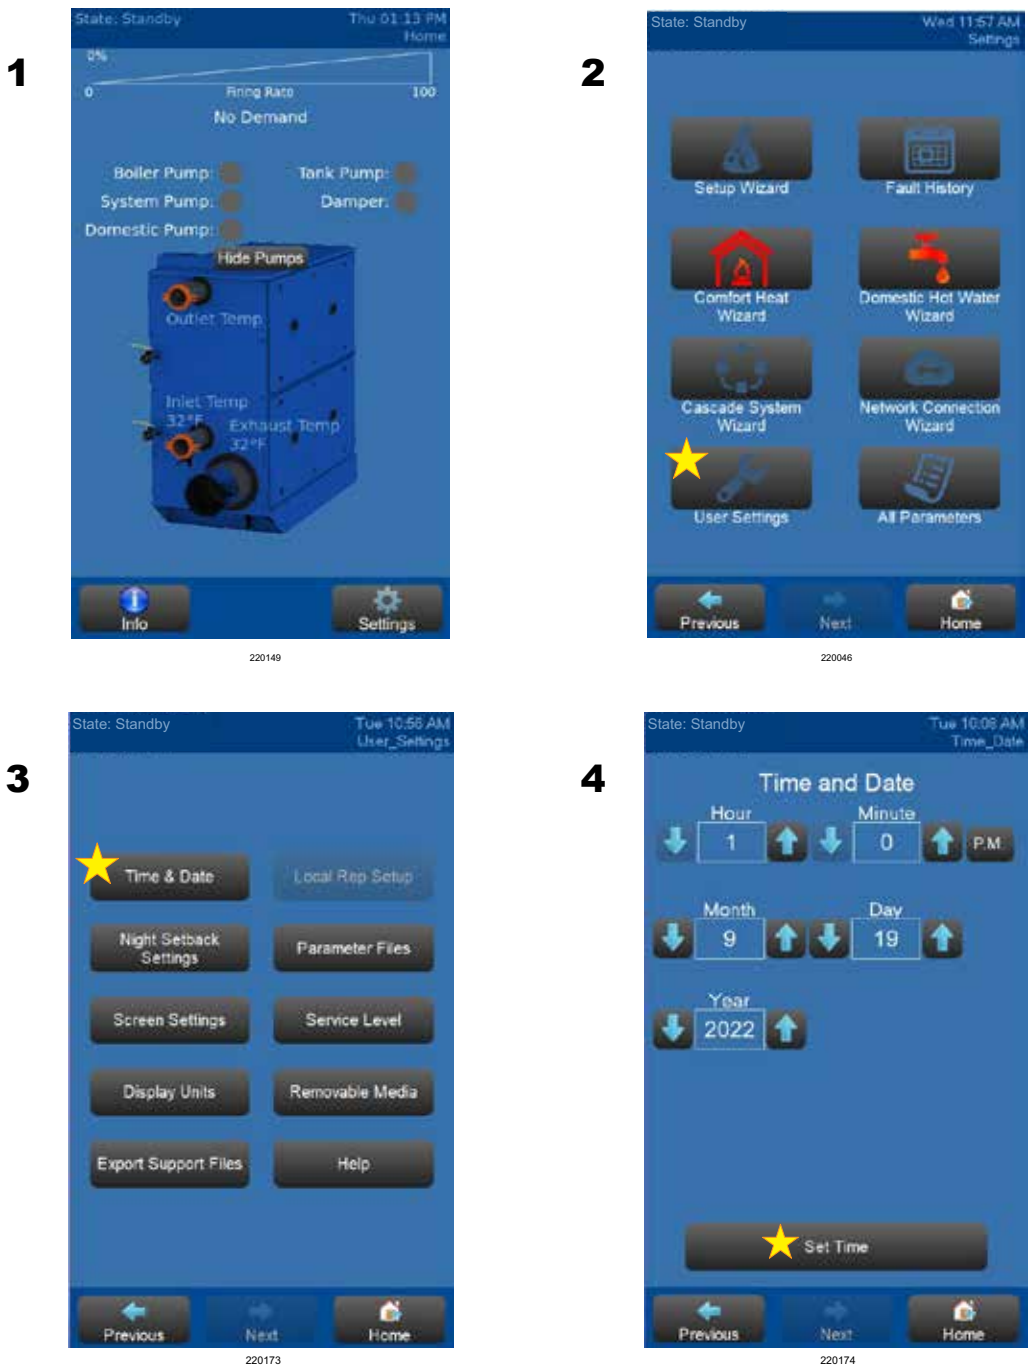 1
State: Standby
Thu 01:13 PM
Home
0%
0
Firing Rate
100
No Demand
Boiler Pump:
Tank Pump:
System Pump:
Damper:
Domestic Pump:
Hide Pumps
Outlet Temp
Inlet Temp
32°F
Exhaust Temp
32°F
Info
Settings
220149
2
State: Standby
Wed 11:57 AM
Settings
Setup Wizard
Fault History
Comfort Heat
Wizard
Domestic Hot Water
Wizard
Cascade System
Wizard
Network Connection
Wizard
User Settings
All Parameters
Previous
Next
Home
220046
3
State: Standby
Tue 10:56 AM
User_Settings
Time & Date
Local Rep Setup
Night Setback
Settings
Parameter Files
Screen Settings
Service Level
Display Units
Removable Media
Export Support Files
Help
Previous
Next
Home
220173
4
State: Standby
Tue 10:08 AM
Time_Date
Time and Date
Hour
Minute
1
0
P.M.
Month
Day
9
19
Year
2022
Set Time
Previous
Next
Home
220174